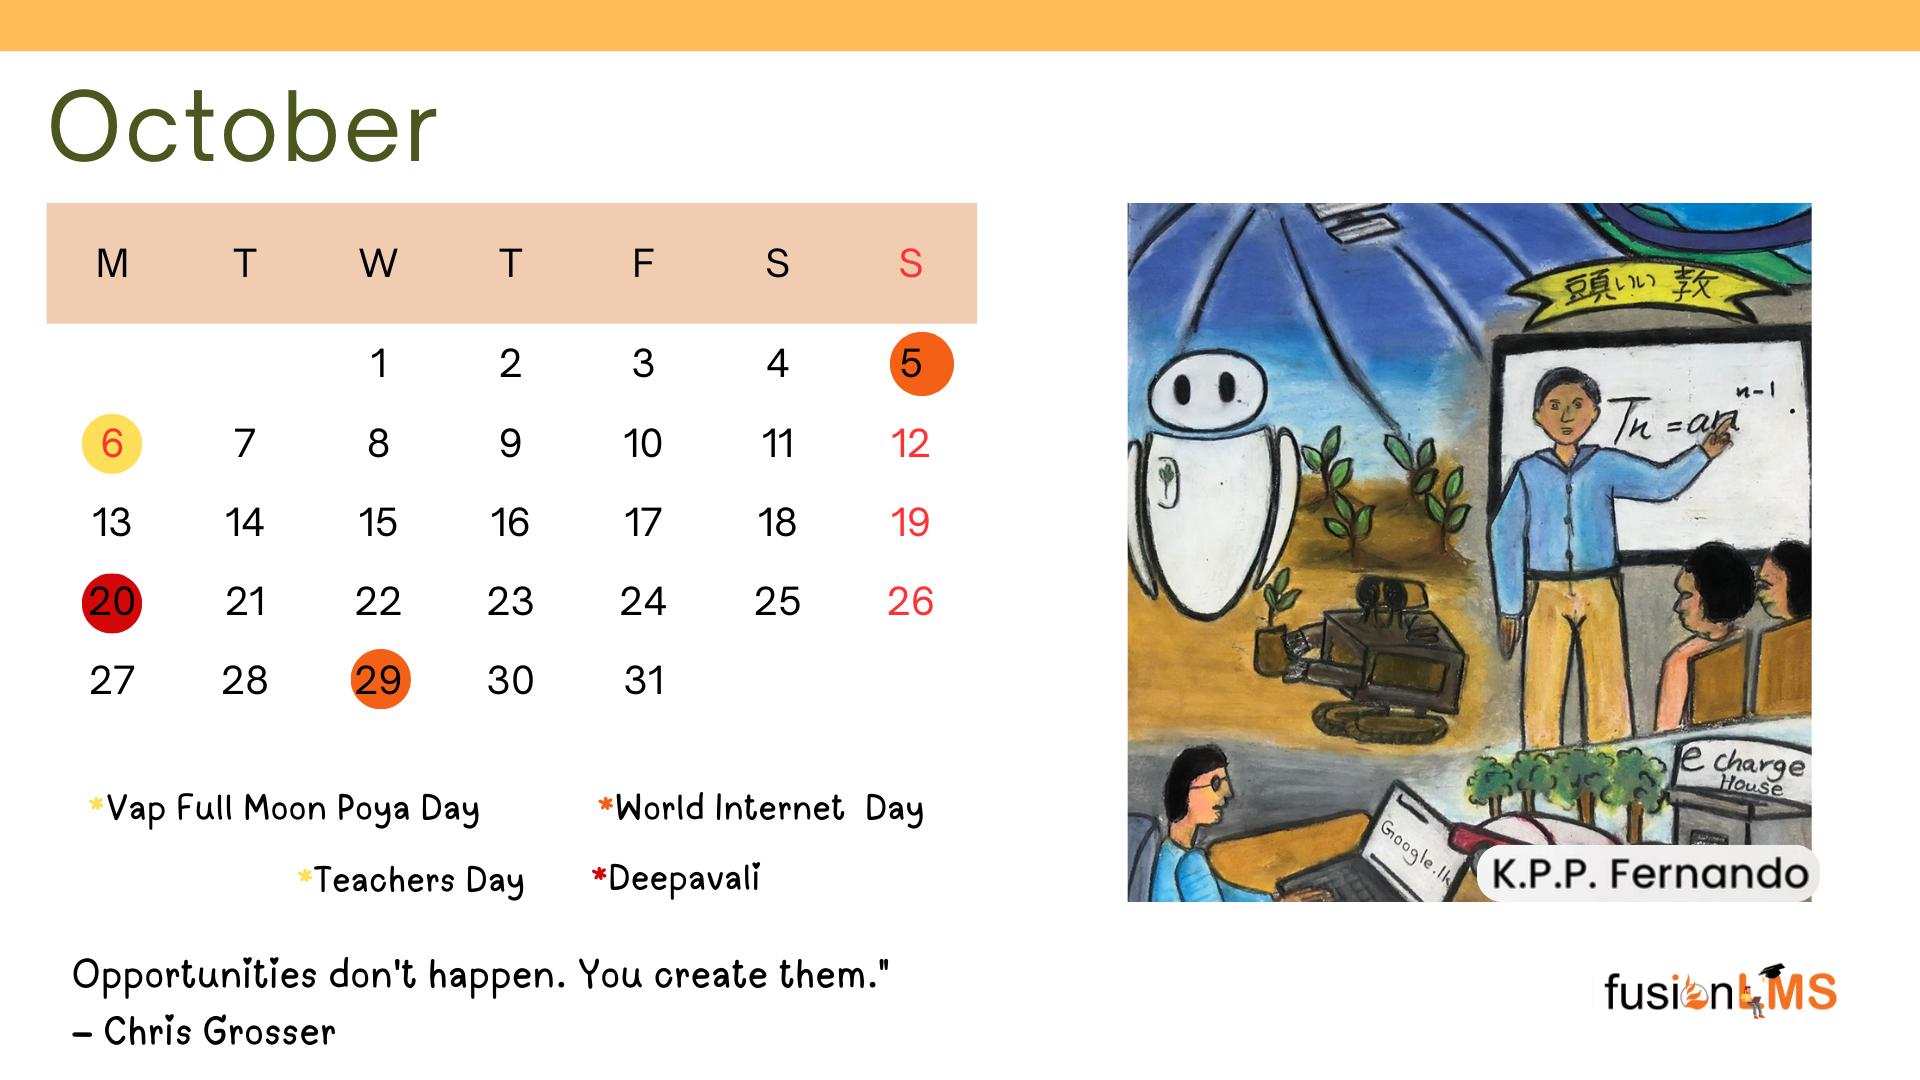 October
M T W T F S S
1 2 3 4 5
6 7 8 9 10 11 12
13 14 15 16 17 18 19
20 21 22 23 24 25 26
27 28 29 30 31
*Vap Full Moon Poya Day
*World Internet Day
*Teachers Day
*Deepavali
Opportunities don't happen. You create them."
– Chris Grosser
頭いい 教
Tn = ar n-1
e charge
House
Google.lk
K.P.P. Fernando
fusionLMS